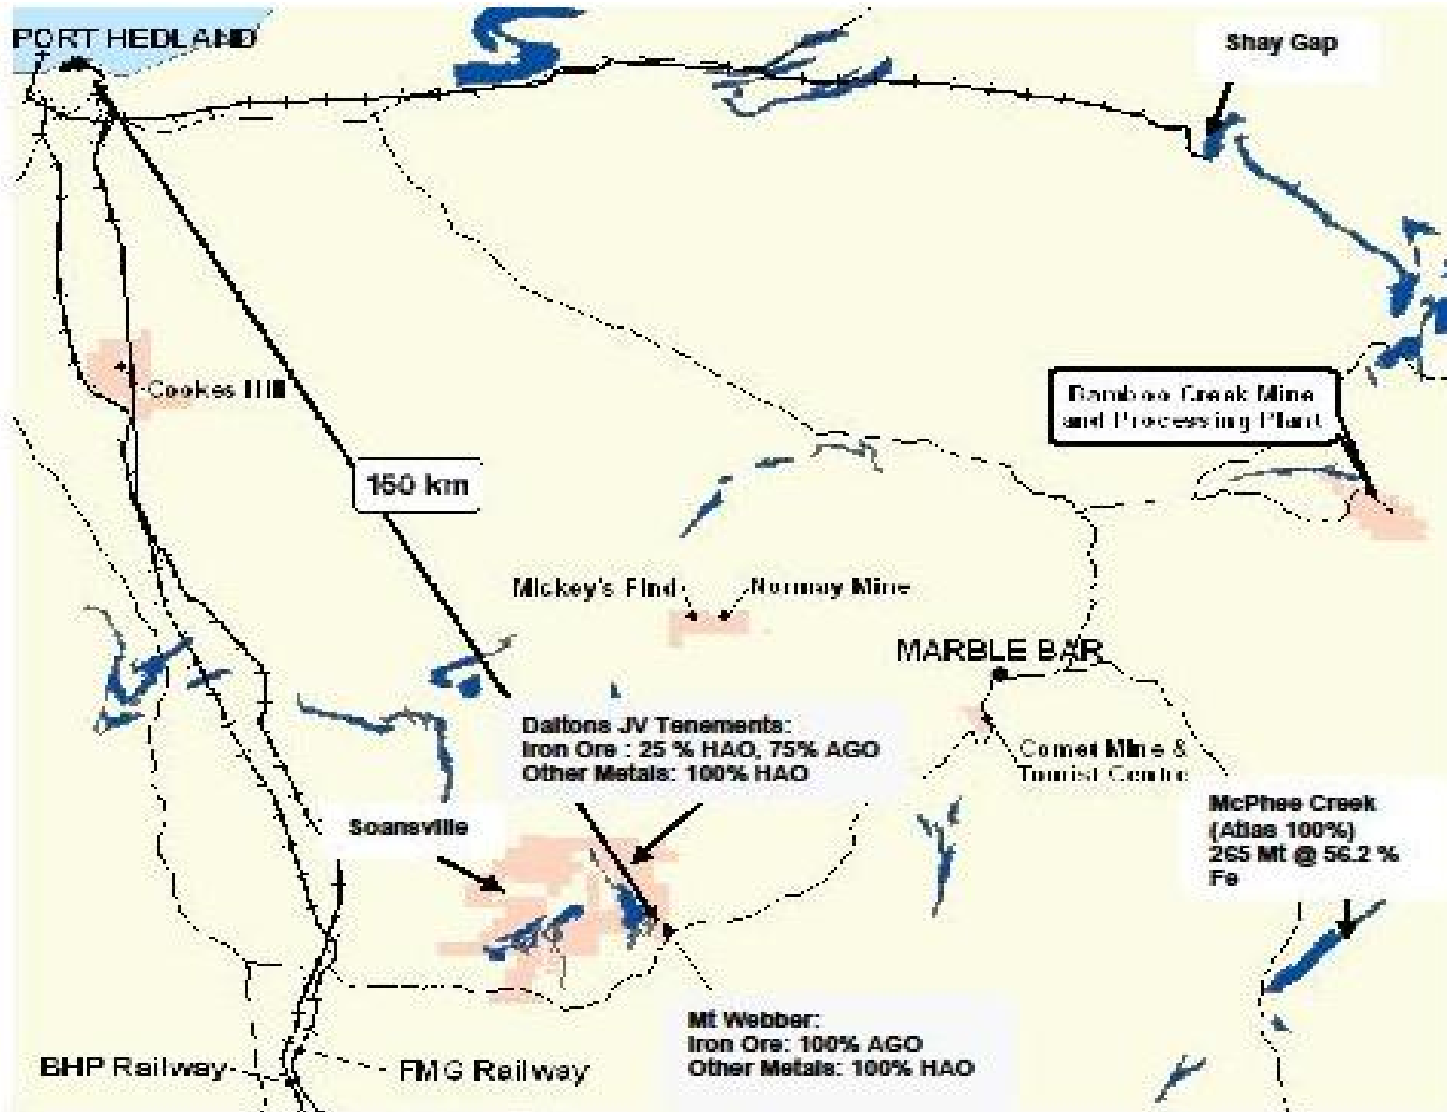 PORT HEDLAND
Shay Gap
Cookes Hill
Bamboo Creek Mine
and Processing Plant
150 km
Mickey's Find
Normay Mine
MARBLE BAR
Daltons JV Tenements:
Iron Ore : 25 % HAO, 75% AGO
Other Metals: 100% HAO
Comet Mine &
Tourist Centre
McPhee Creek
(Atlas 100%)
265 Mt @ 56.2 %
Fe
Soansville
Mt Webber:
Iron Ore: 100% AGO
Other Metals: 100% HAO
BHP Railway
FMG Railway